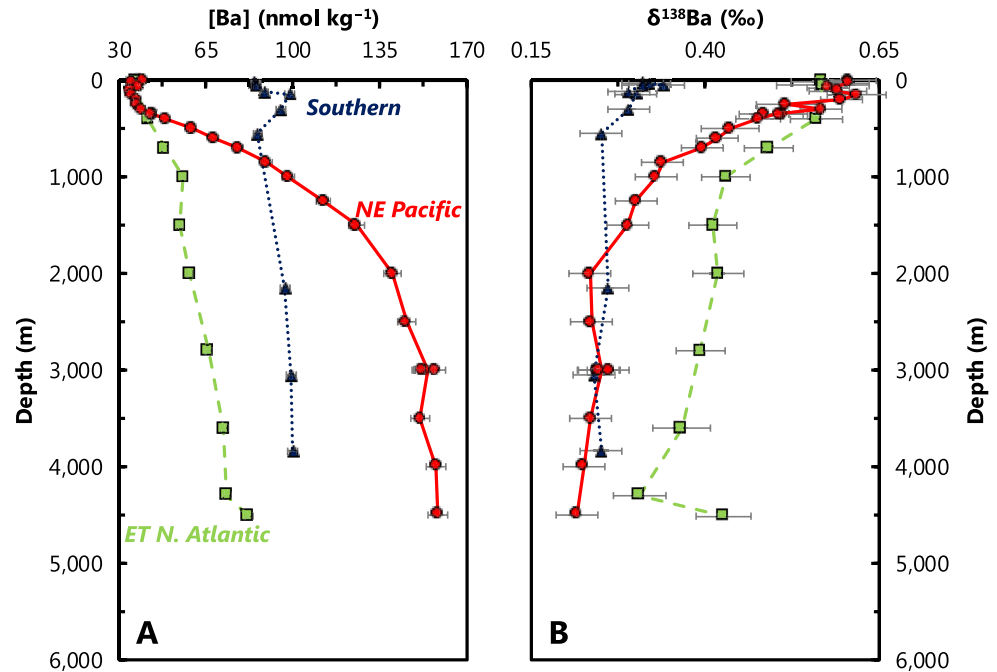 [Ba] (nmol kg⁻¹)
δ¹³⁸Ba (‰)
30 65 100 135 170
0.15 0.40 0.65
0
1,000
2,000
3,000
4,000
5,000
6,000
Depth (m)
Southern
NE Pacific
ET N. Atlantic
A
B
0
1,000
2,000
3,000
4,000
5,000
6,000
Depth (m)